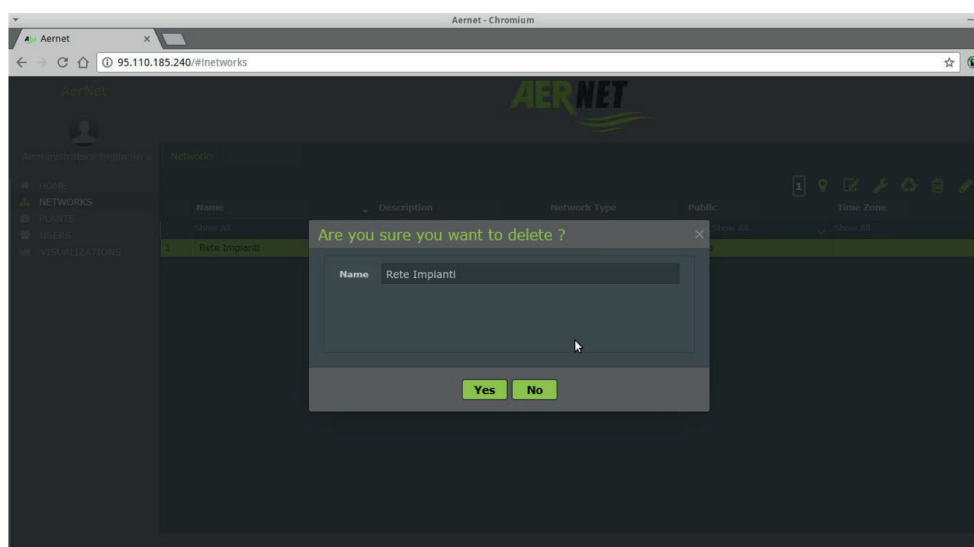 Aernet - Chromium
Aernet
95.110.185.240/#!networks
AerNet
AERNET
Networks
HOME
NETWORKS
PLANTS
USERS
VISUALIZATIONS
1
Name Description Network Type Public Time Zone
Show All Show All Show All
1 Rete Impianti
Are you sure you want to delete ?
Name Rete Impianti
Yes No